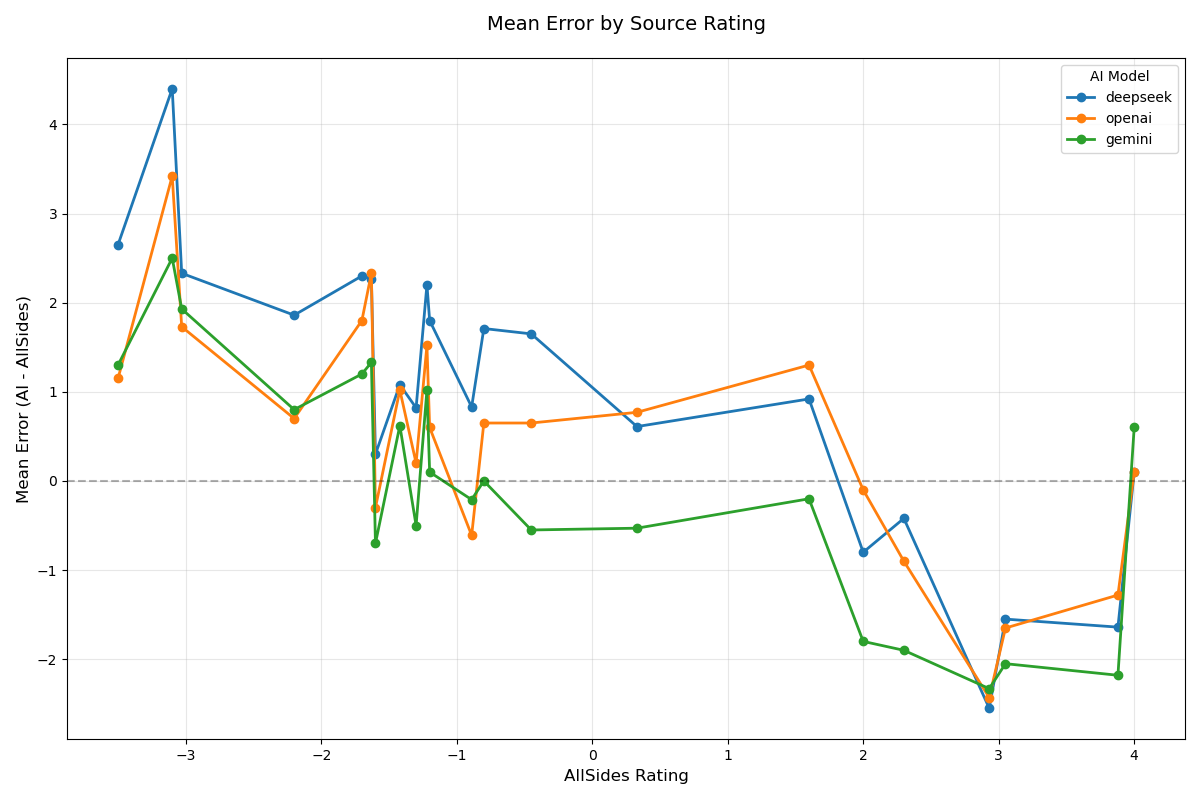 Mean Error by Source Rating
AI Model
deepseek
openai
gemini
Mean Error (AI - AllSides)
4
3
2
1
0
−1
−2
−3
−2
−1
0
1
2
3
4
AllSides Rating